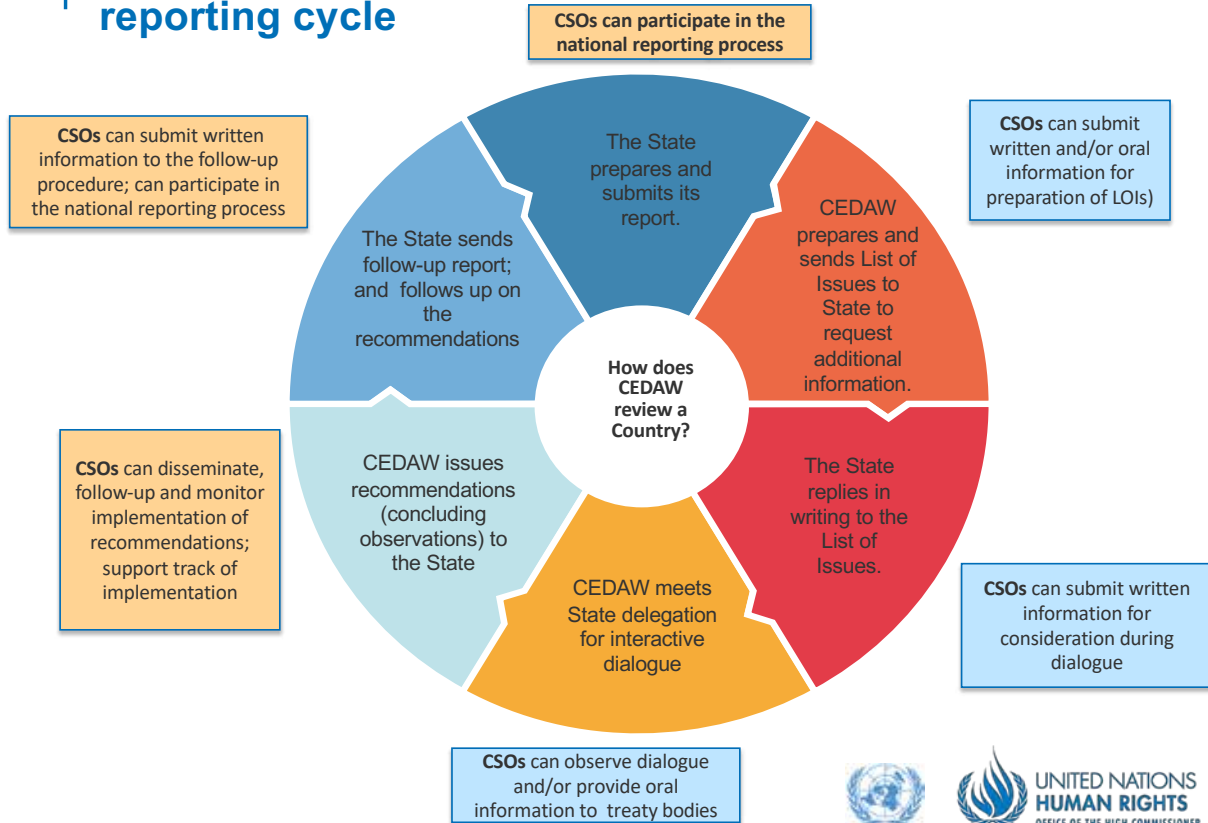 reporting cycle
CSOs can participate in the
national reporting process
CSOs can submit written
information to the follow-up
procedure; can participate in
the national reporting process
The State
prepares and
submits its
report.
CSOs can submit
written and/or oral
information for
preparation of LOIs)
CEDAW
prepares and
sends List of
Issues to
State to
request
additional
information.
The State sends
follow-up report;
and follows up on
the
recommendations
How does
CEDAW
review a
Country?
CSOs can disseminate,
follow-up and monitor
implementation of
recommendations;
support track of
implementation
CEDAW issues
recommendations
(concluding
observations) to
the State
The State
replies in
writing to the
List of
Issues.
CEDAW meets
State delegation
for interactive
dialogue
CSOs can submit written
information for
consideration during
dialogue
CSOs can observe dialogue
and/or provide oral
information to treaty bodies
UNITED NATIONS
HUMAN RIGHTS
OFFICE OF THE HIGH COMMISSIONER